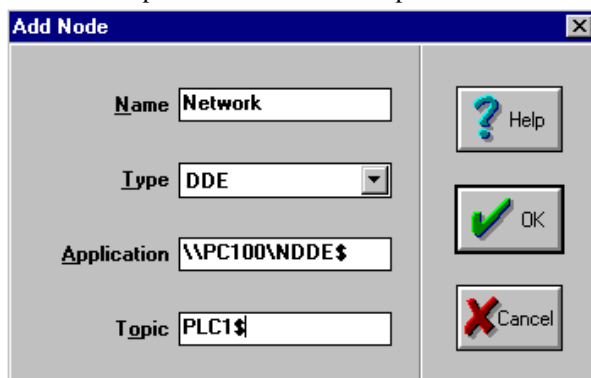 Add Node
Name Network
Help
Type DDE
OK
Application \\PC100\NDDE$
Topic PLC1$
Cancel